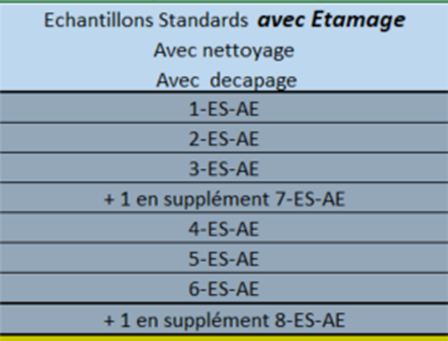 Echantillons Standards avec Etamage
Avec nettoyage
Avec decapage
1-ES-AE
2-ES-AE
3-ES-AE
+ 1 en supplément 7-ES-AE
4-ES-AE
5-ES-AE
6-ES-AE
+ 1 en supplément 8-ES-AE